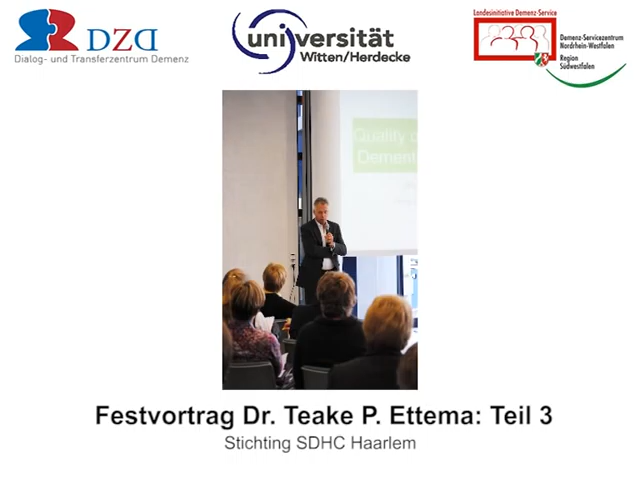 DZD
Dialog- und Transferzentrum Demenz
universität
Witten/Herdecke
Landesinitiative Demenz-Service
Demenz-Servicezentrum
Nordrhein-Westfalen
Region
Südwestfalen
Quality
Dement
Festvortrag Dr. Teake P. Ettema: Teil 3
Stichting SDHC Haarlem